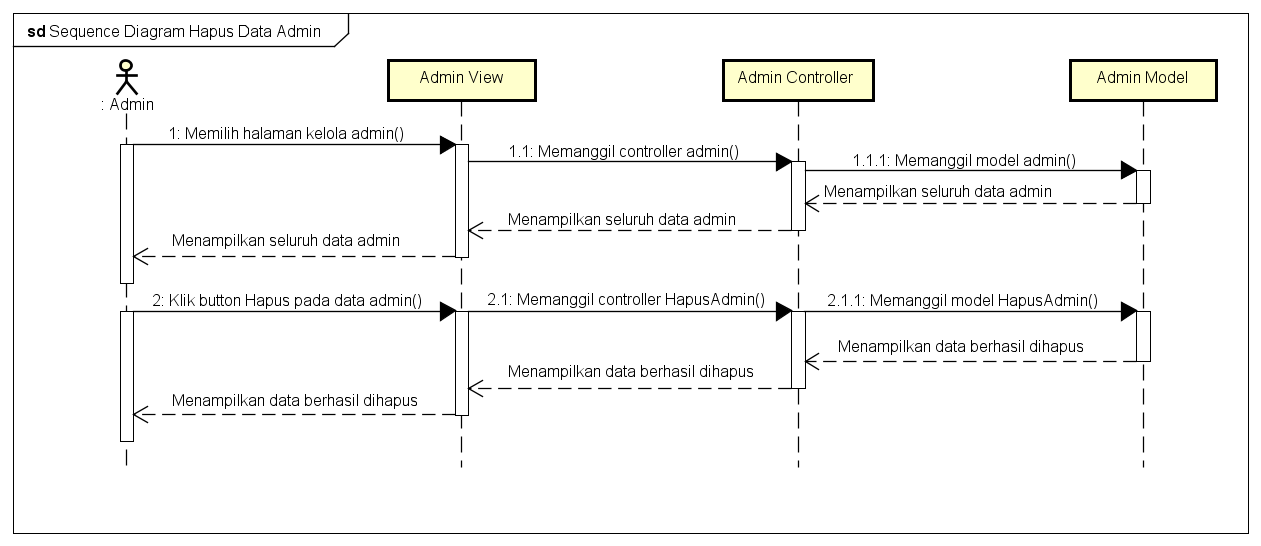 sd Sequence Diagram Hapus Data Admin
: Admin
Admin View
Admin Controller
Admin Model
1: Memilih halaman kelola admin()
1.1: Memanggil controller admin()
1.1.1: Memanggil model admin()
Menampilkan seluruh data admin
Menampilkan seluruh data admin
Menampilkan seluruh data admin
2: Klik button Hapus pada data admin()
2.1: Memanggil controller HapusAdmin()
2.1.1: Memanggil model HapusAdmin()
Menampilkan data berhasil dihapus
Menampilkan data berhasil dihapus
Menampilkan data berhasil dihapus